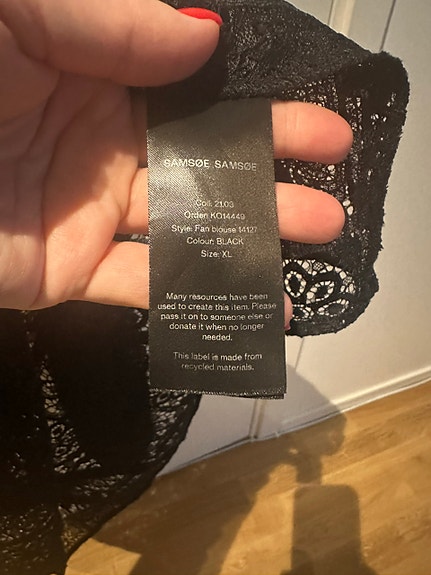 SAMSØE SAMSØE
Coll: 2103
Order: KO14449
Style: Fan blouse 14127
Colour: BLACK
Size: XL
Many resources have been
used to create this item. Please
pass it on to someone else or
donate it when no longer
needed.
This label is made from
recycled materials.